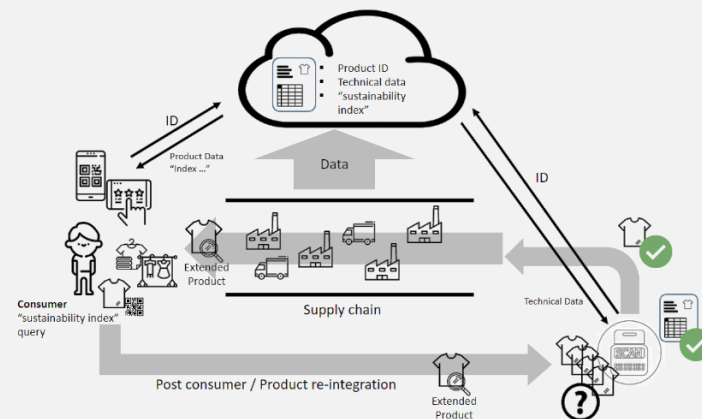 Product ID
Technical data
“sustainability
index”
ID
Product Data
“Index ...”
Data
ID
2
Extended
Product
Supply chain
Technical Data
Consumer
“sustainability index”
query
SCAN
Post consumer / Product re-integration
Extended
Product
?